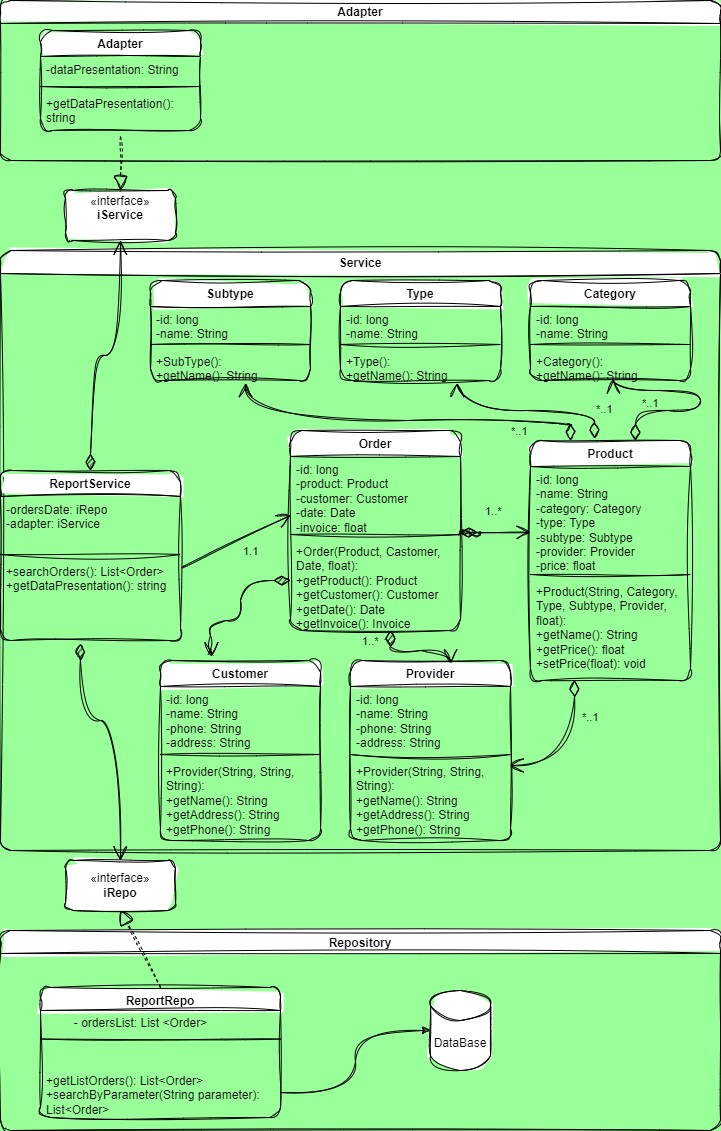 Adapter
Adapter
-dataPresentation: String
+getDataPresentation():
string
«interface»
iService
Service
Subtype
-id: long
-name: String
+SubType():
+getName(): String
Type
-id: long
-name: String
+Type():
+getName(): String
Category
-id: long
-name: String
+Category():
+getName(): String
*..1
*..1
*..1
ReportService
-ordersDate: iRepo
-adapter: iService
+searchOrders(): List<Order>
+getDataPresentation(): string
1.1
Order
-id: long
-product: Product
-customer: Customer
-date: Date
-invoice: float
+Order(Product, Castomer,
Date, float):
+getProduct(): Product
+getCustomer(): Customer
+getDate(): Date
+getInvoice(): Invoice
1..*
Product
-id: long
-name: String
-category: Category
-type: Type
-subtype: Subtype
-provider: Provider
-price: float
+Product(String, Category,
Type, Subtype, Provider,
float):
+getName(): String
+getPrice(): float
+setPrice(float): void
1..*
*..1
Customer
-id: long
-name: String
-phone: String
-address: String
+Provider(String, String,
String):
+getName(): String
+getAddress(): String
+getPhone(): String
Provider
-id: long
-name: String
-phone: String
-address: String
+Provider(String, String,
String):
+getName(): String
+getAddress(): String
+getPhone(): String
«interface»
iRepo
Repository
ReportRepo
- ordersList: List <Order>
+getListOrders(): List<Order>
+searchByParameter(String parameter):
List<Order>
DataBase